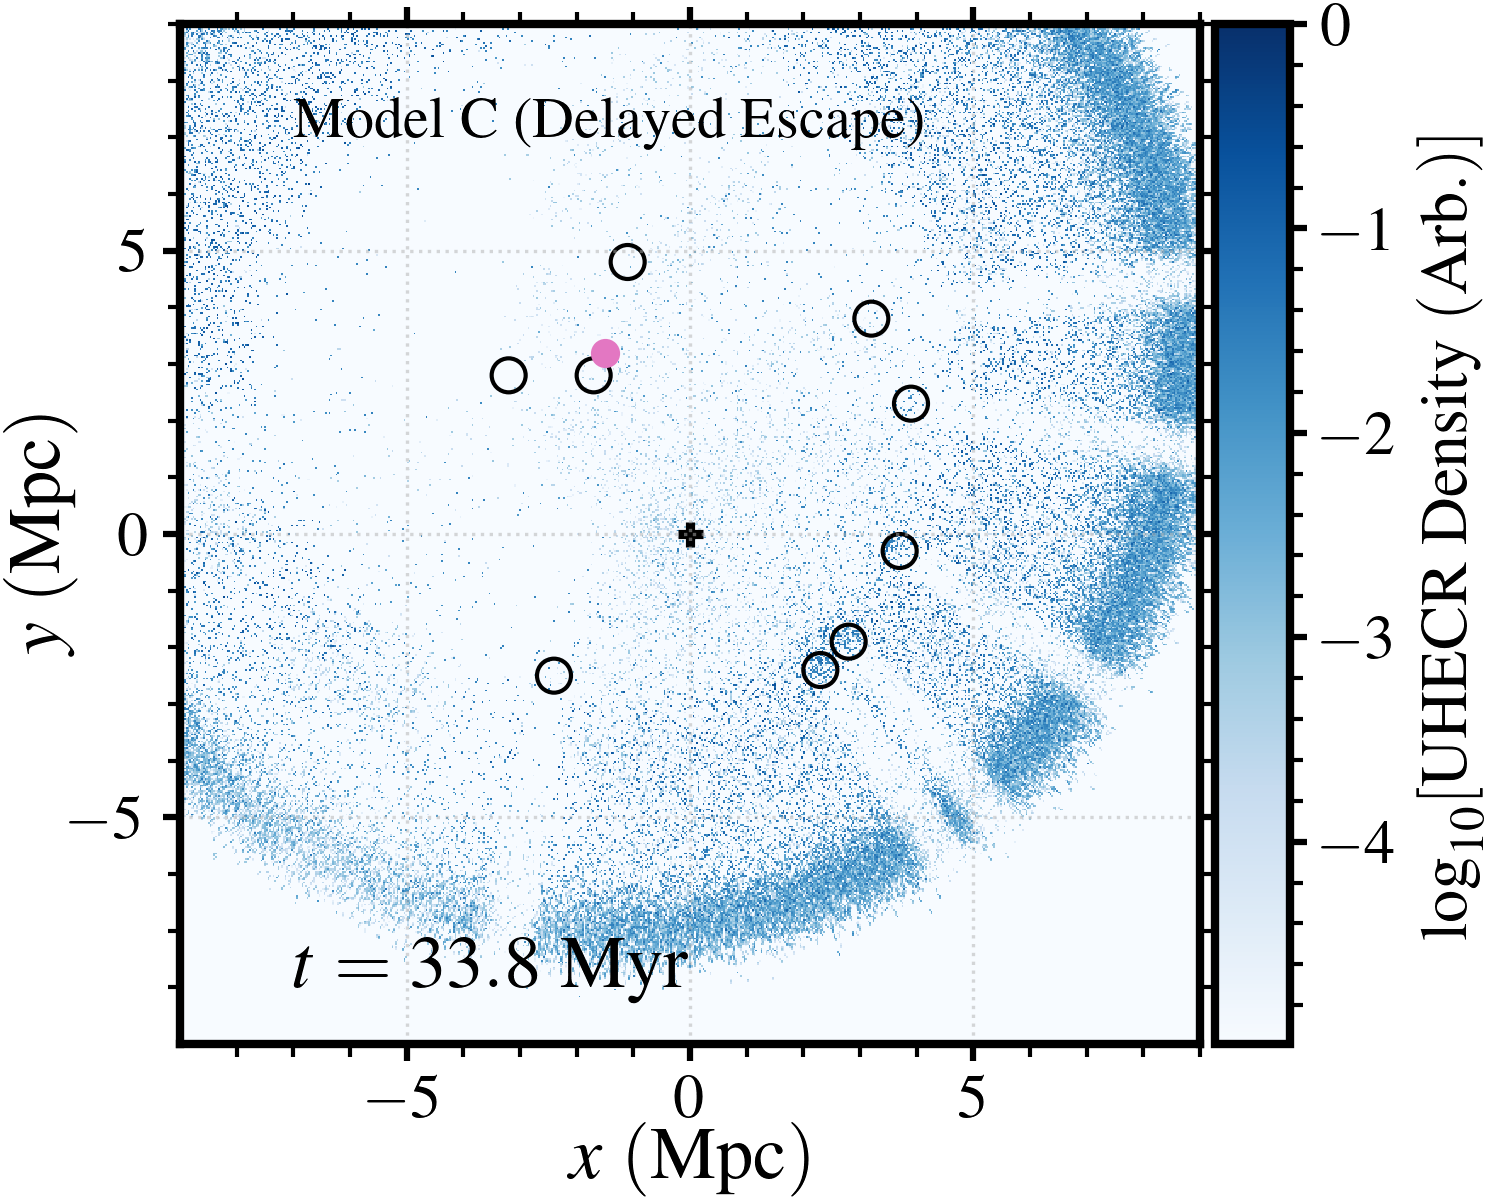 Model C (Delayed Escape)
5
0
−5
y (Mpc)
t = 33.8 Myr
−5
0
5
x (Mpc)
0
−1
−2
−3
−4
log₁₀[UHECR Density (Arb.)]